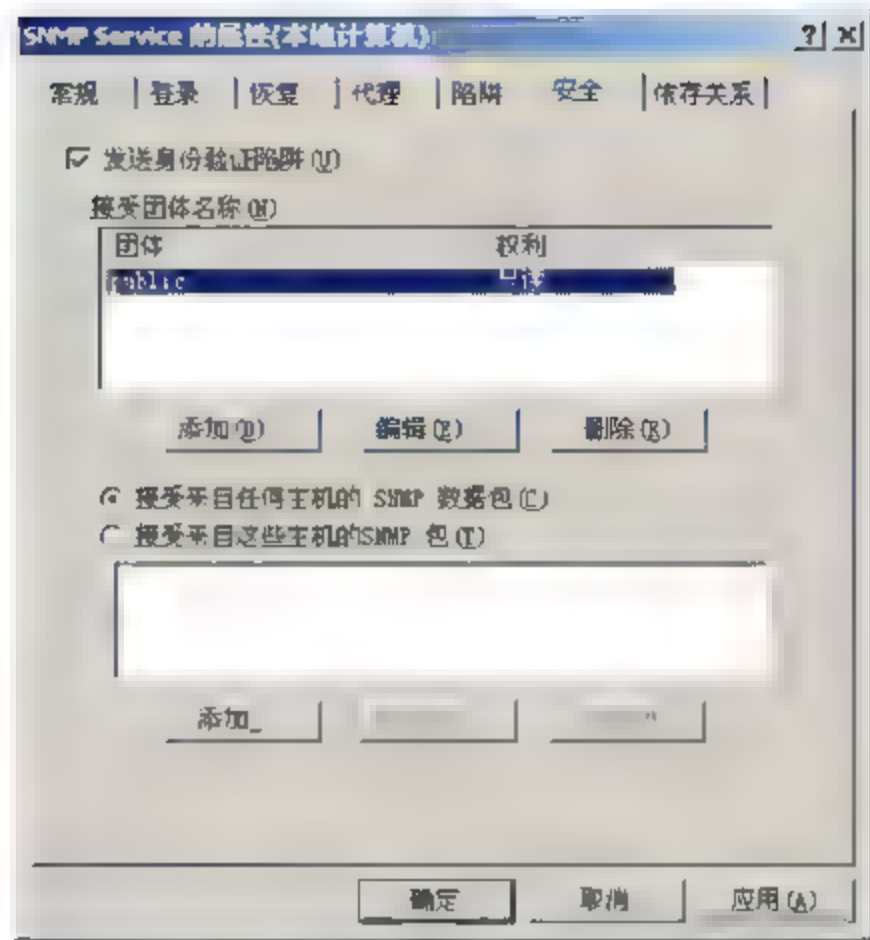 SNMP Service 的属性(本地计算机)
常规 登录 恢复 代理 陷阱 安全 依存关系
发送身份验证陷阱(U)
接受团体名称(N)
团体 权利
public 只读
添加(D) 编辑(E) 删除(R)
接受来自任何主机的 SNMP 数据包(C)
接受来自这些主机的SNMP 包(T)
添加
确定 取消 应用(A)